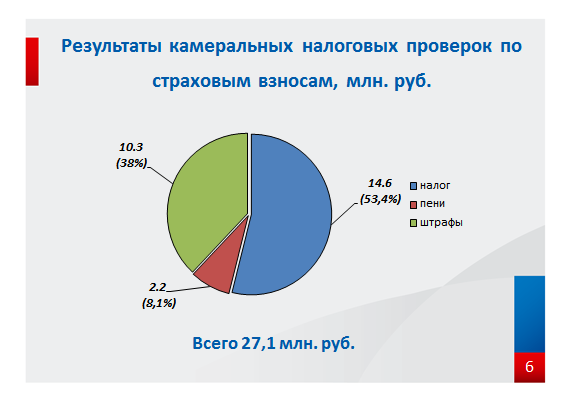 Результаты камеральных налоговых проверок по
страховым взносам, млн. руб.
10.3
(38%)
14.6
(53,4%)
налог
пени
штрафы
2.2
(8,1%)
Всего 27,1 млн. руб.
6